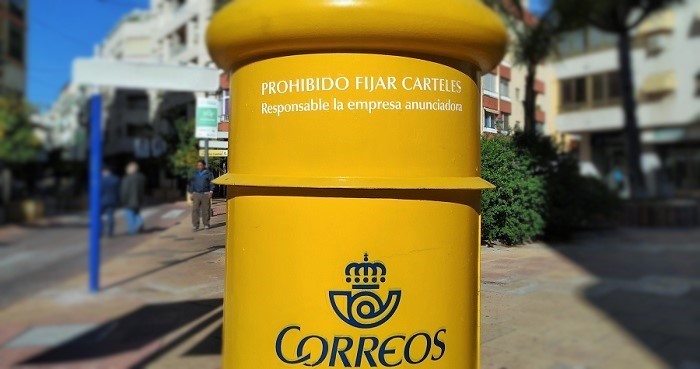 PROHIBIDO FIJAR CARTELES
Responsable la empresa anunciadora
CORREOS